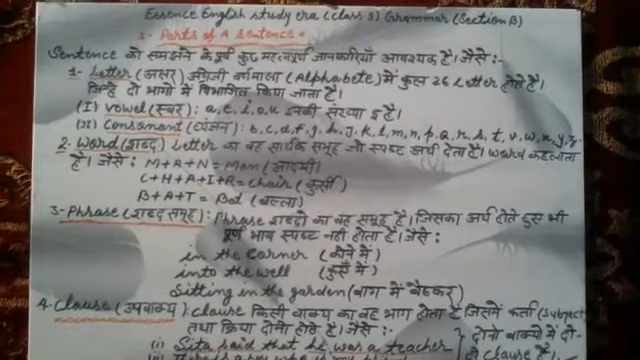 Essence English study era (class 3) Grammar (Section B)
1- Parts of A Sentence
Sentence को समझने के पूर्व कुछ महत्वपूर्ण जानकारियाँ आवश्यक है। जैसे:-
1- Letter (अक्षर) अंग्रेजी वर्णमाला (Alphabete) में कुल 26 Letter होते हैं।
जिन्हें दो भागों में विभाजित किया जाता है।
(I) Vowel (स्वर): a, e, i, o, u इनकी संख्या 5 है।
(II) Consonant (व्यंजन): b, c, d, f, g, h, j, k, l, m, n, p, q, r, s, t, v, w, x, y, z.
2. Word (शब्द) Letter का वह सार्थक समूह जो स्पष्ट अर्थ देता है। Word कहलाता
है। जैसे: M+A+N = Man (आदमी)
C+H+A+I+R = Chair (कुर्सी)
B+A+T = Bat (बल्ला)
3- Phrase (शब्द समूह): Phrase शब्दो का वह समूह है। जिसका अर्थ होते हुए भी
पूर्ण भाव स्पष्ट नहीं होता है। जैसे:
in the corner (कोने में)
into the well (कुएँ में)
Sitting in the garden (बाग में बैठकर)
4- Clause (उपवाक्य): Clause किसी वाक्य का वह भाग होता है जिसमें कर्ता (Subject)
तथा क्रिया दोनो होते है। जैसे:-
(i) Sita said that he was a teacher } दोनो वाक्यो में दो-
दो clause हैं।